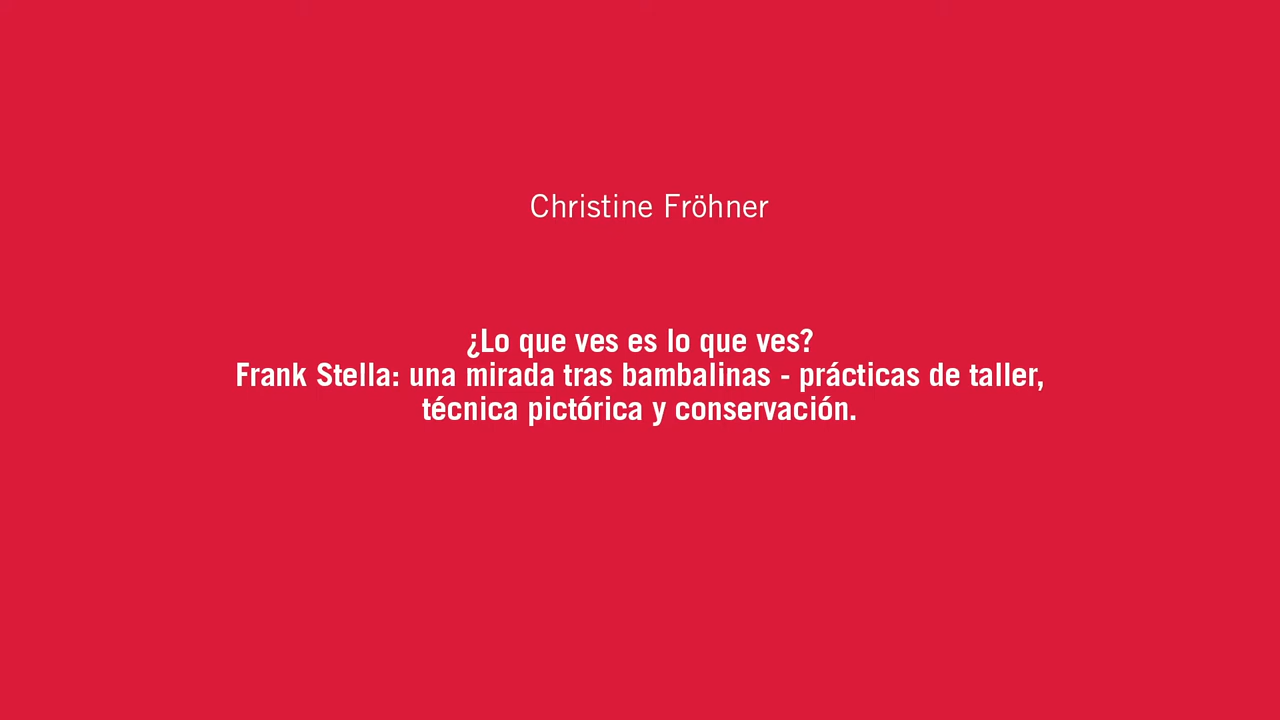 Christine Fröhner
¿Lo que ves es lo que ves?
Frank Stella: una mirada tras bambalinas - prácticas de taller,
técnica pictórica y conservación.